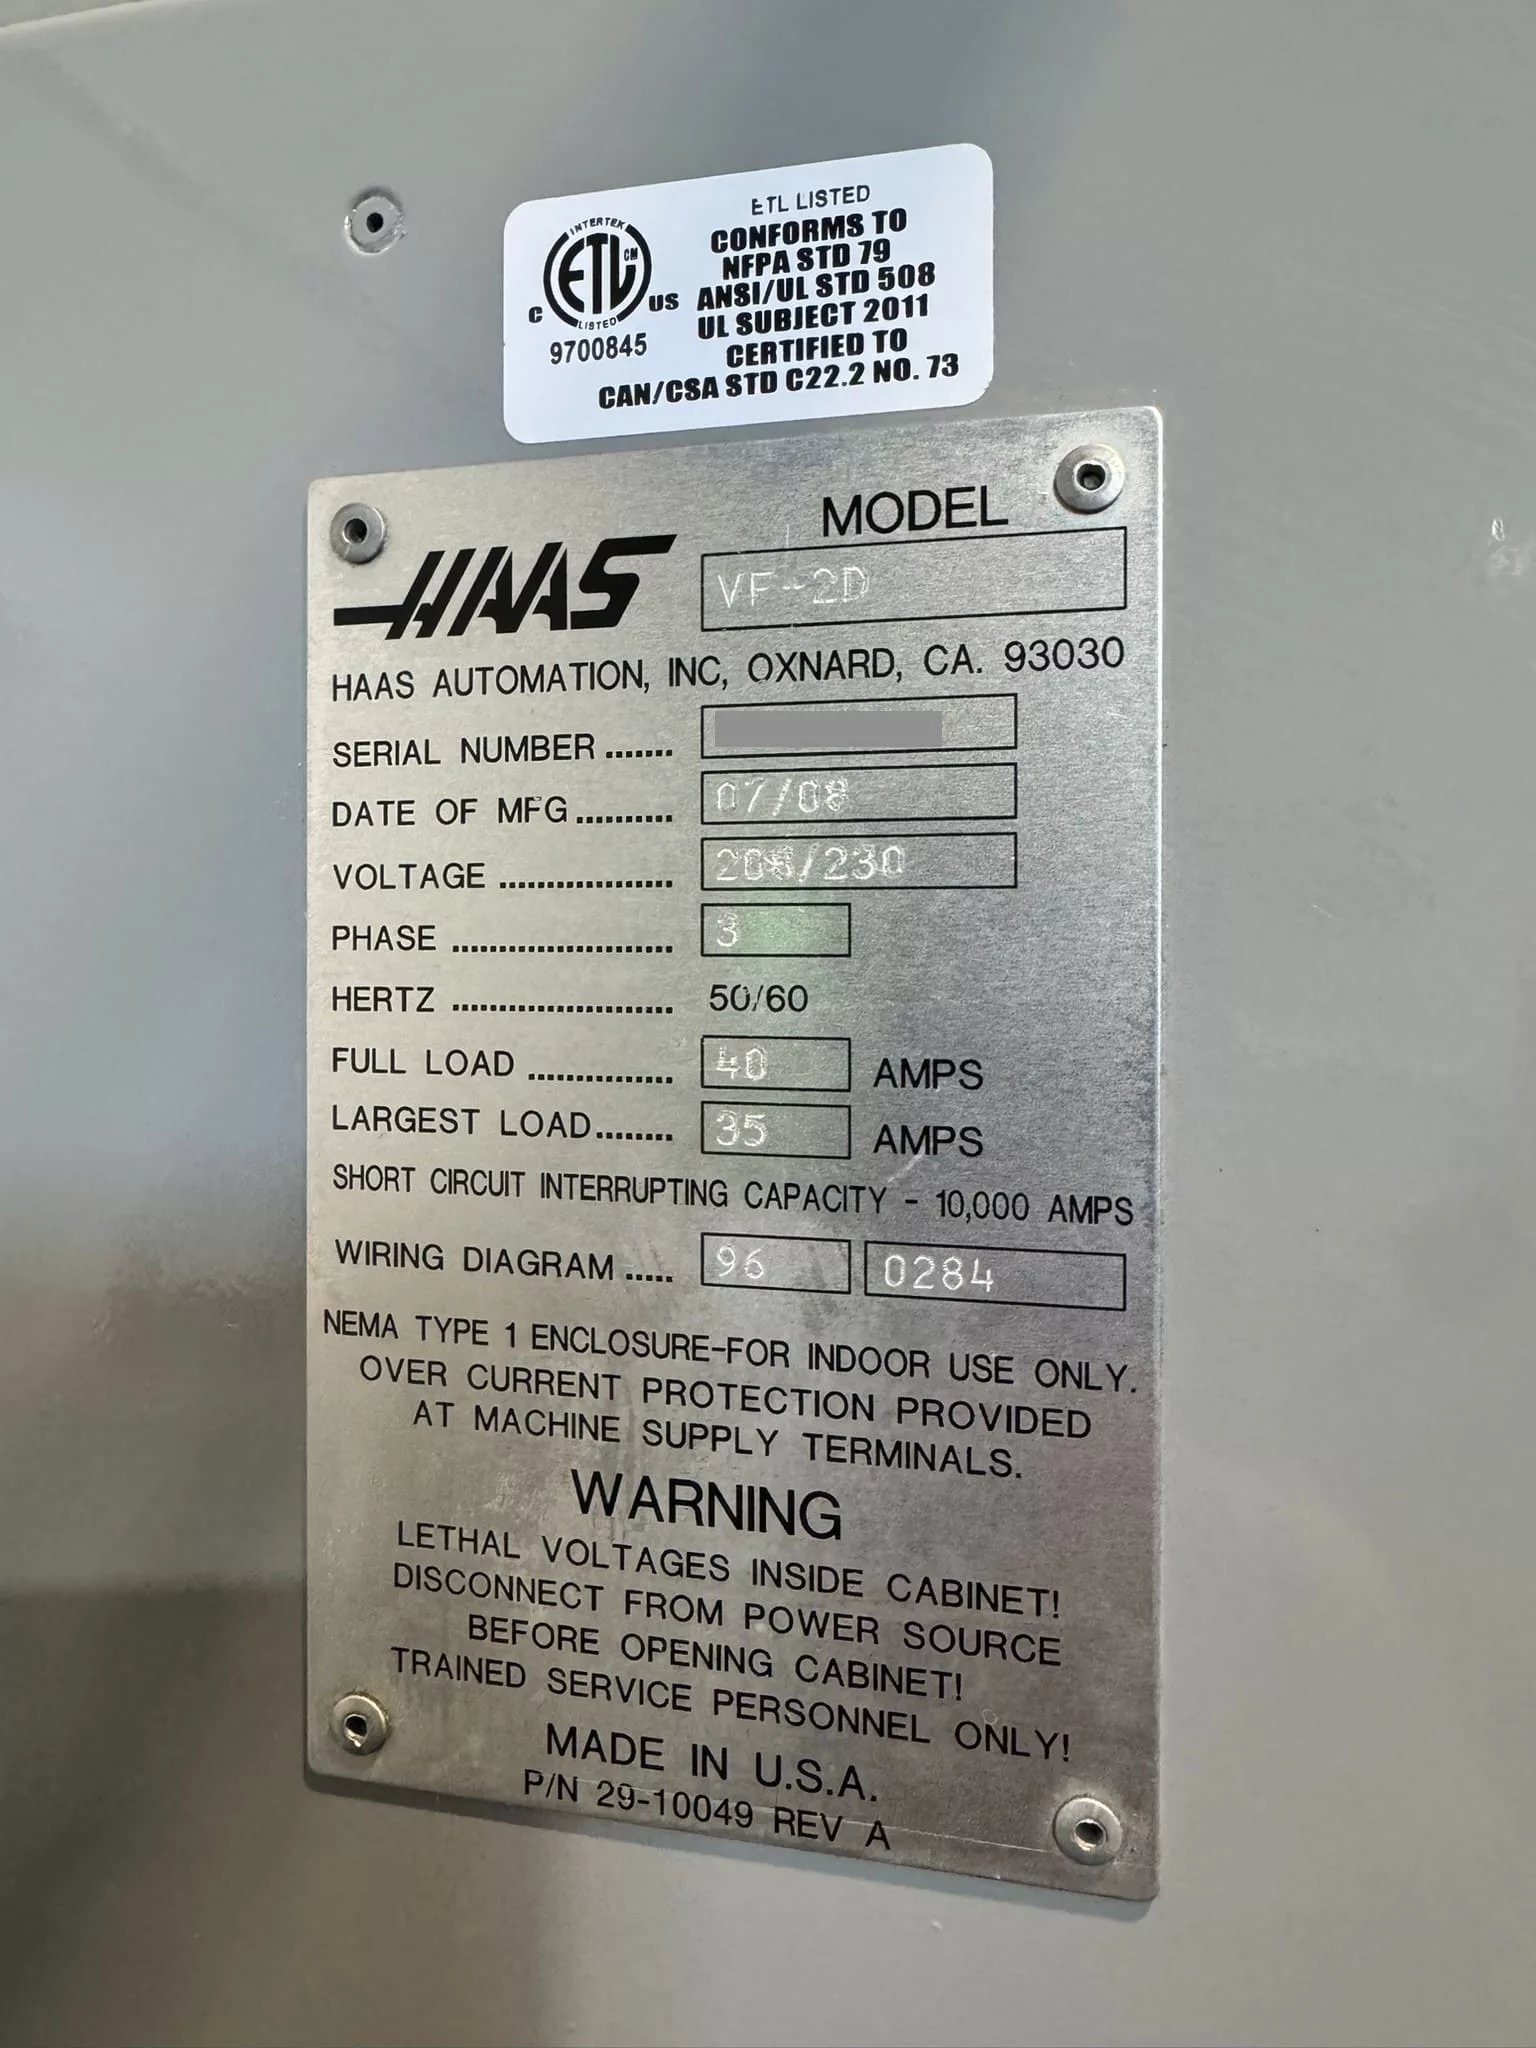 ETL LISTED
CONFORMS TO
NFPA STD 79
ANSI/UL STD 508
UL SUBJECT 2011
CERTIFIED TO
CAN/CSA STD C22.2 NO. 73
INTERTEK
ETL CM
LISTED
C US
9700845
MODEL
HAAS VF-2D
HAAS AUTOMATION, INC, OXNARD, CA. 93030
SERIAL NUMBER .......
DATE OF MFG .......... 07/08
VOLTAGE ................... 208/230
PHASE ........................ 3
HERTZ ........................ 50/60
FULL LOAD ................ 40 AMPS
LARGEST LOAD ........ 35 AMPS
SHORT CIRCUIT INTERRUPTING CAPACITY - 10,000 AMPS
WIRING DIAGRAM ..... 96 0284
NEMA TYPE 1 ENCLOSURE-FOR INDOOR USE ONLY.
OVER CURRENT PROTECTION PROVIDED
AT MACHINE SUPPLY TERMINALS.
WARNING
LETHAL VOLTAGES INSIDE CABINET!
DISCONNECT FROM POWER SOURCE
BEFORE OPENING CABINET!
TRAINED SERVICE PERSONNEL ONLY!
MADE IN U.S.A.
P/N 29-10049 REV A